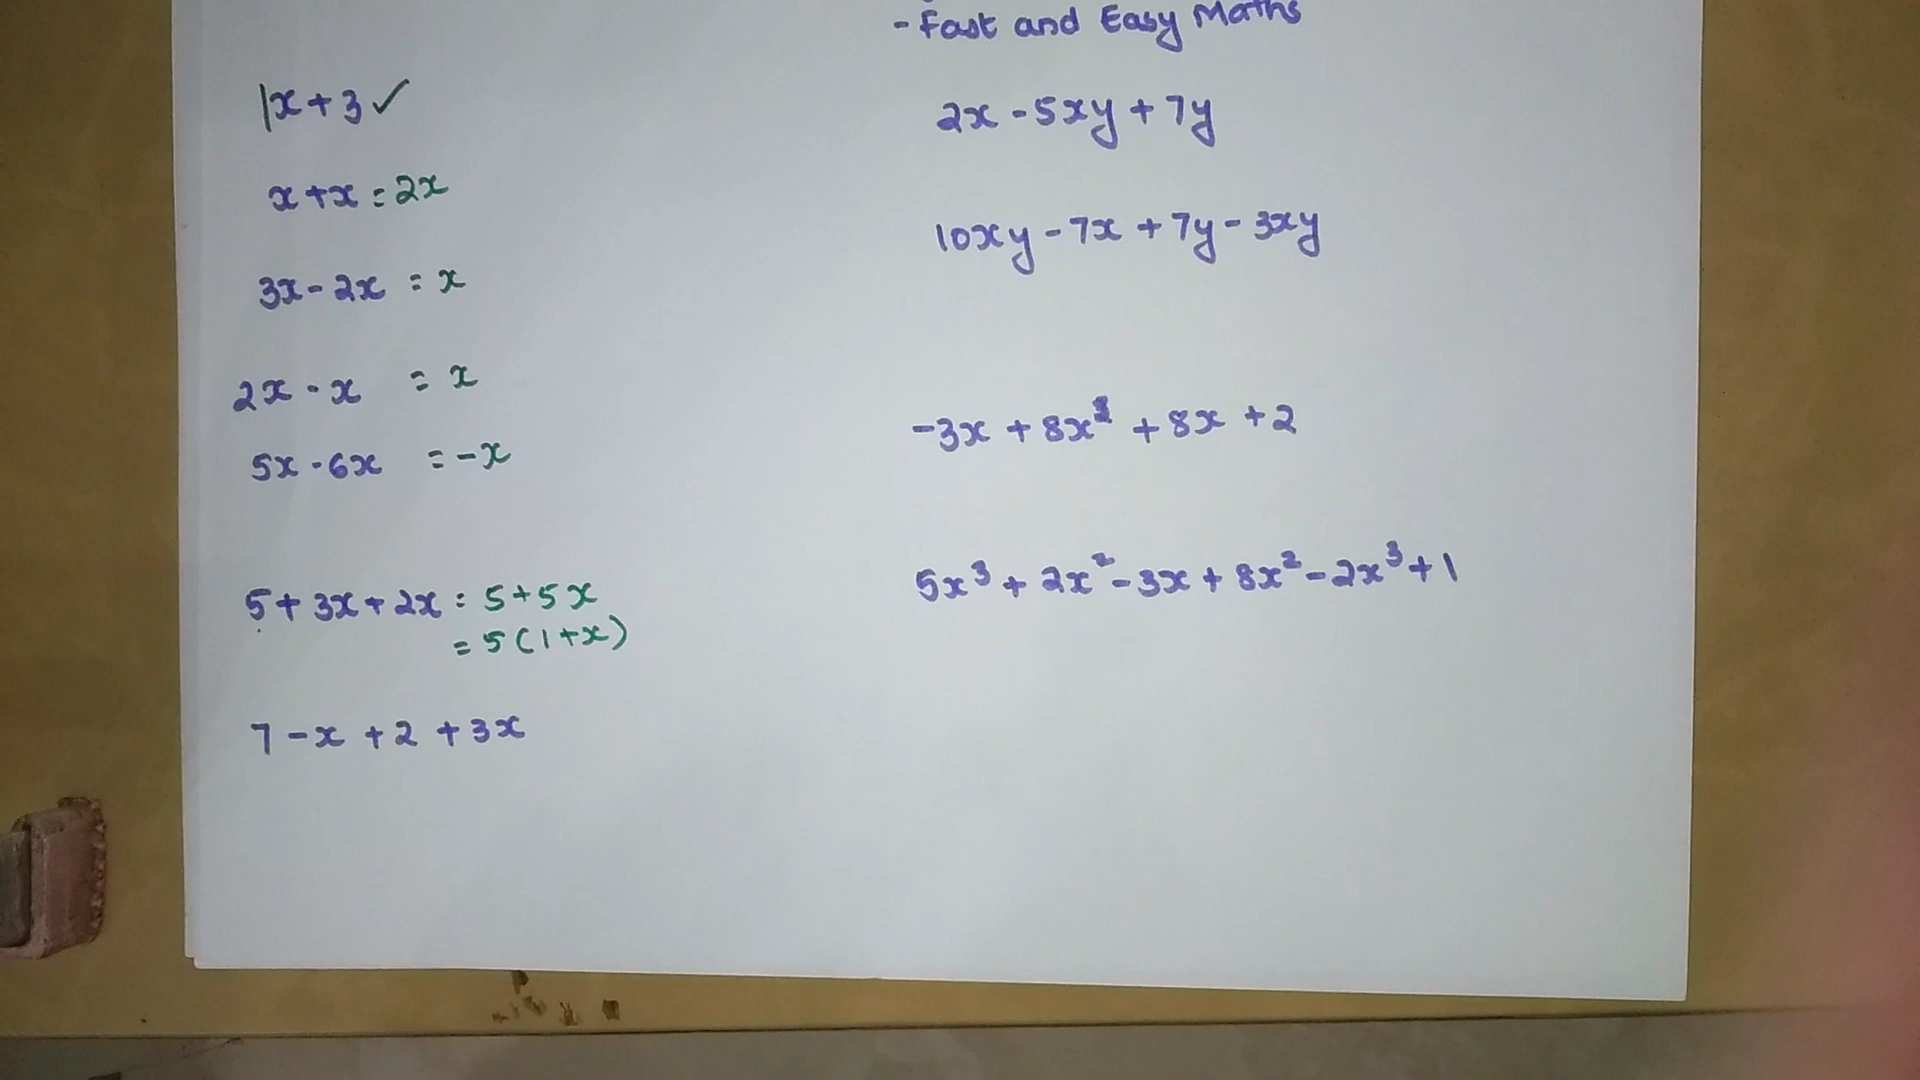 - Fast and Easy Maths
1x + 3 ✓
x + x = 2x
3x - 2x = x
2x - x = x
5x - 6x = -x
5 + 3x + 2x = 5 + 5x
= 5 (1 + x)
7 - x + 2 + 3x
2x - 5xy + 7y
10xy - 7x + 7y - 3xy
-3x + 8x + 8x + 2
5x³ + 2x² - 3x + 8x² - 2x³ + 1